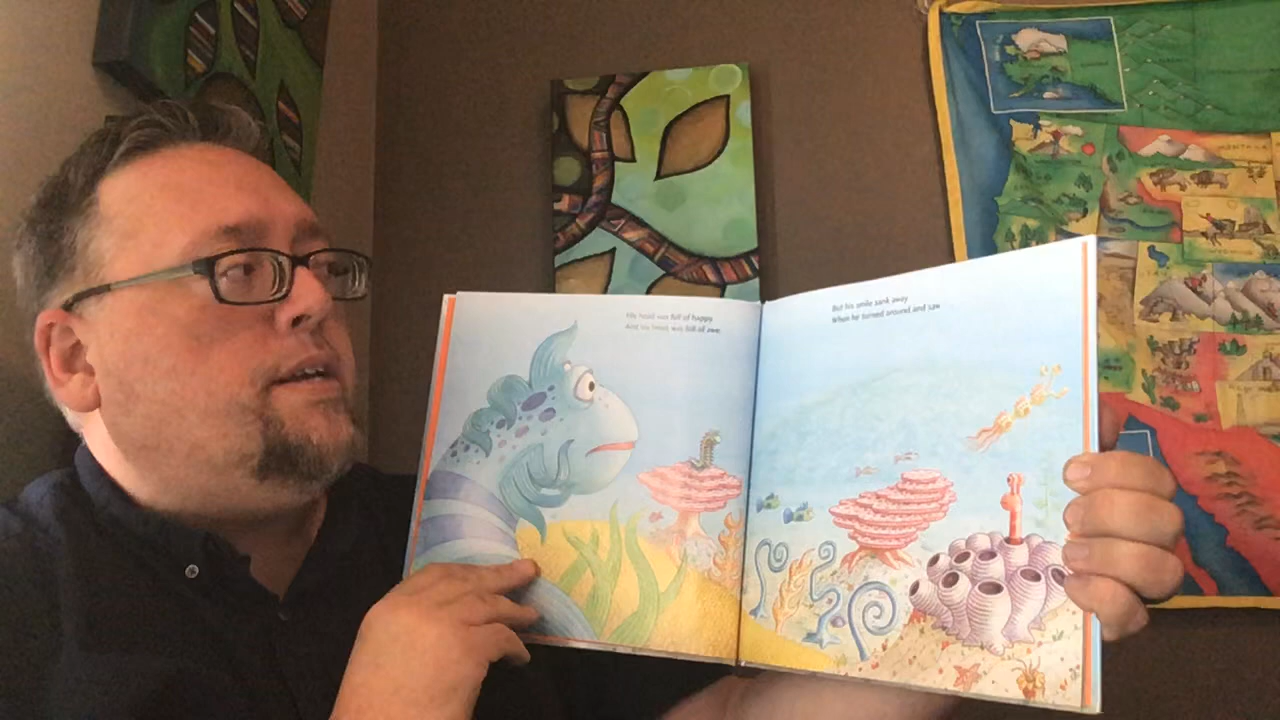 His head was full of happy
And his heart was full of awe.
But his smile sank away
When he turned around and saw
MONTANA